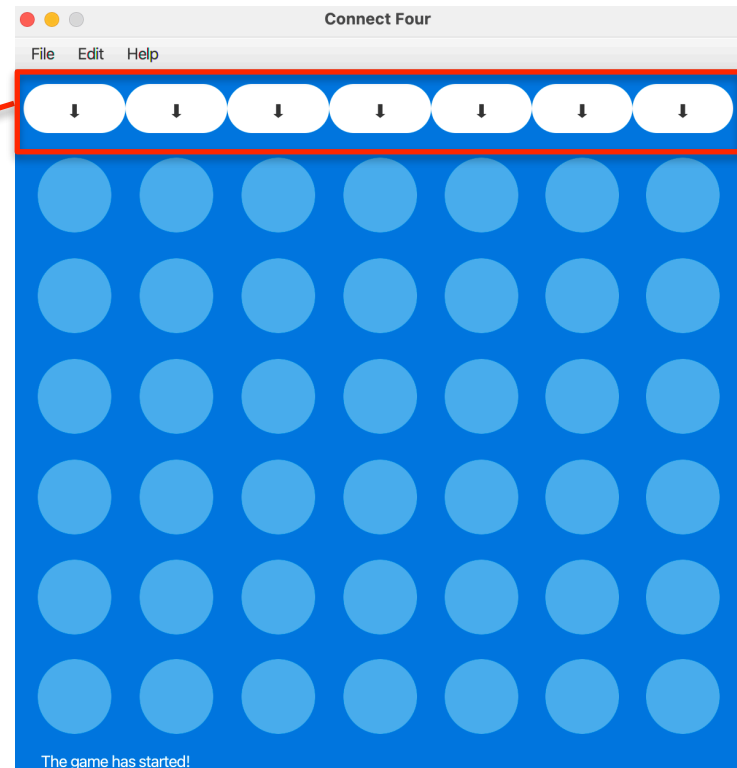 Connect Four
File Edit Help
⬇ ⬇ ⬇ ⬇ ⬇ ⬇ ⬇
The game has started!